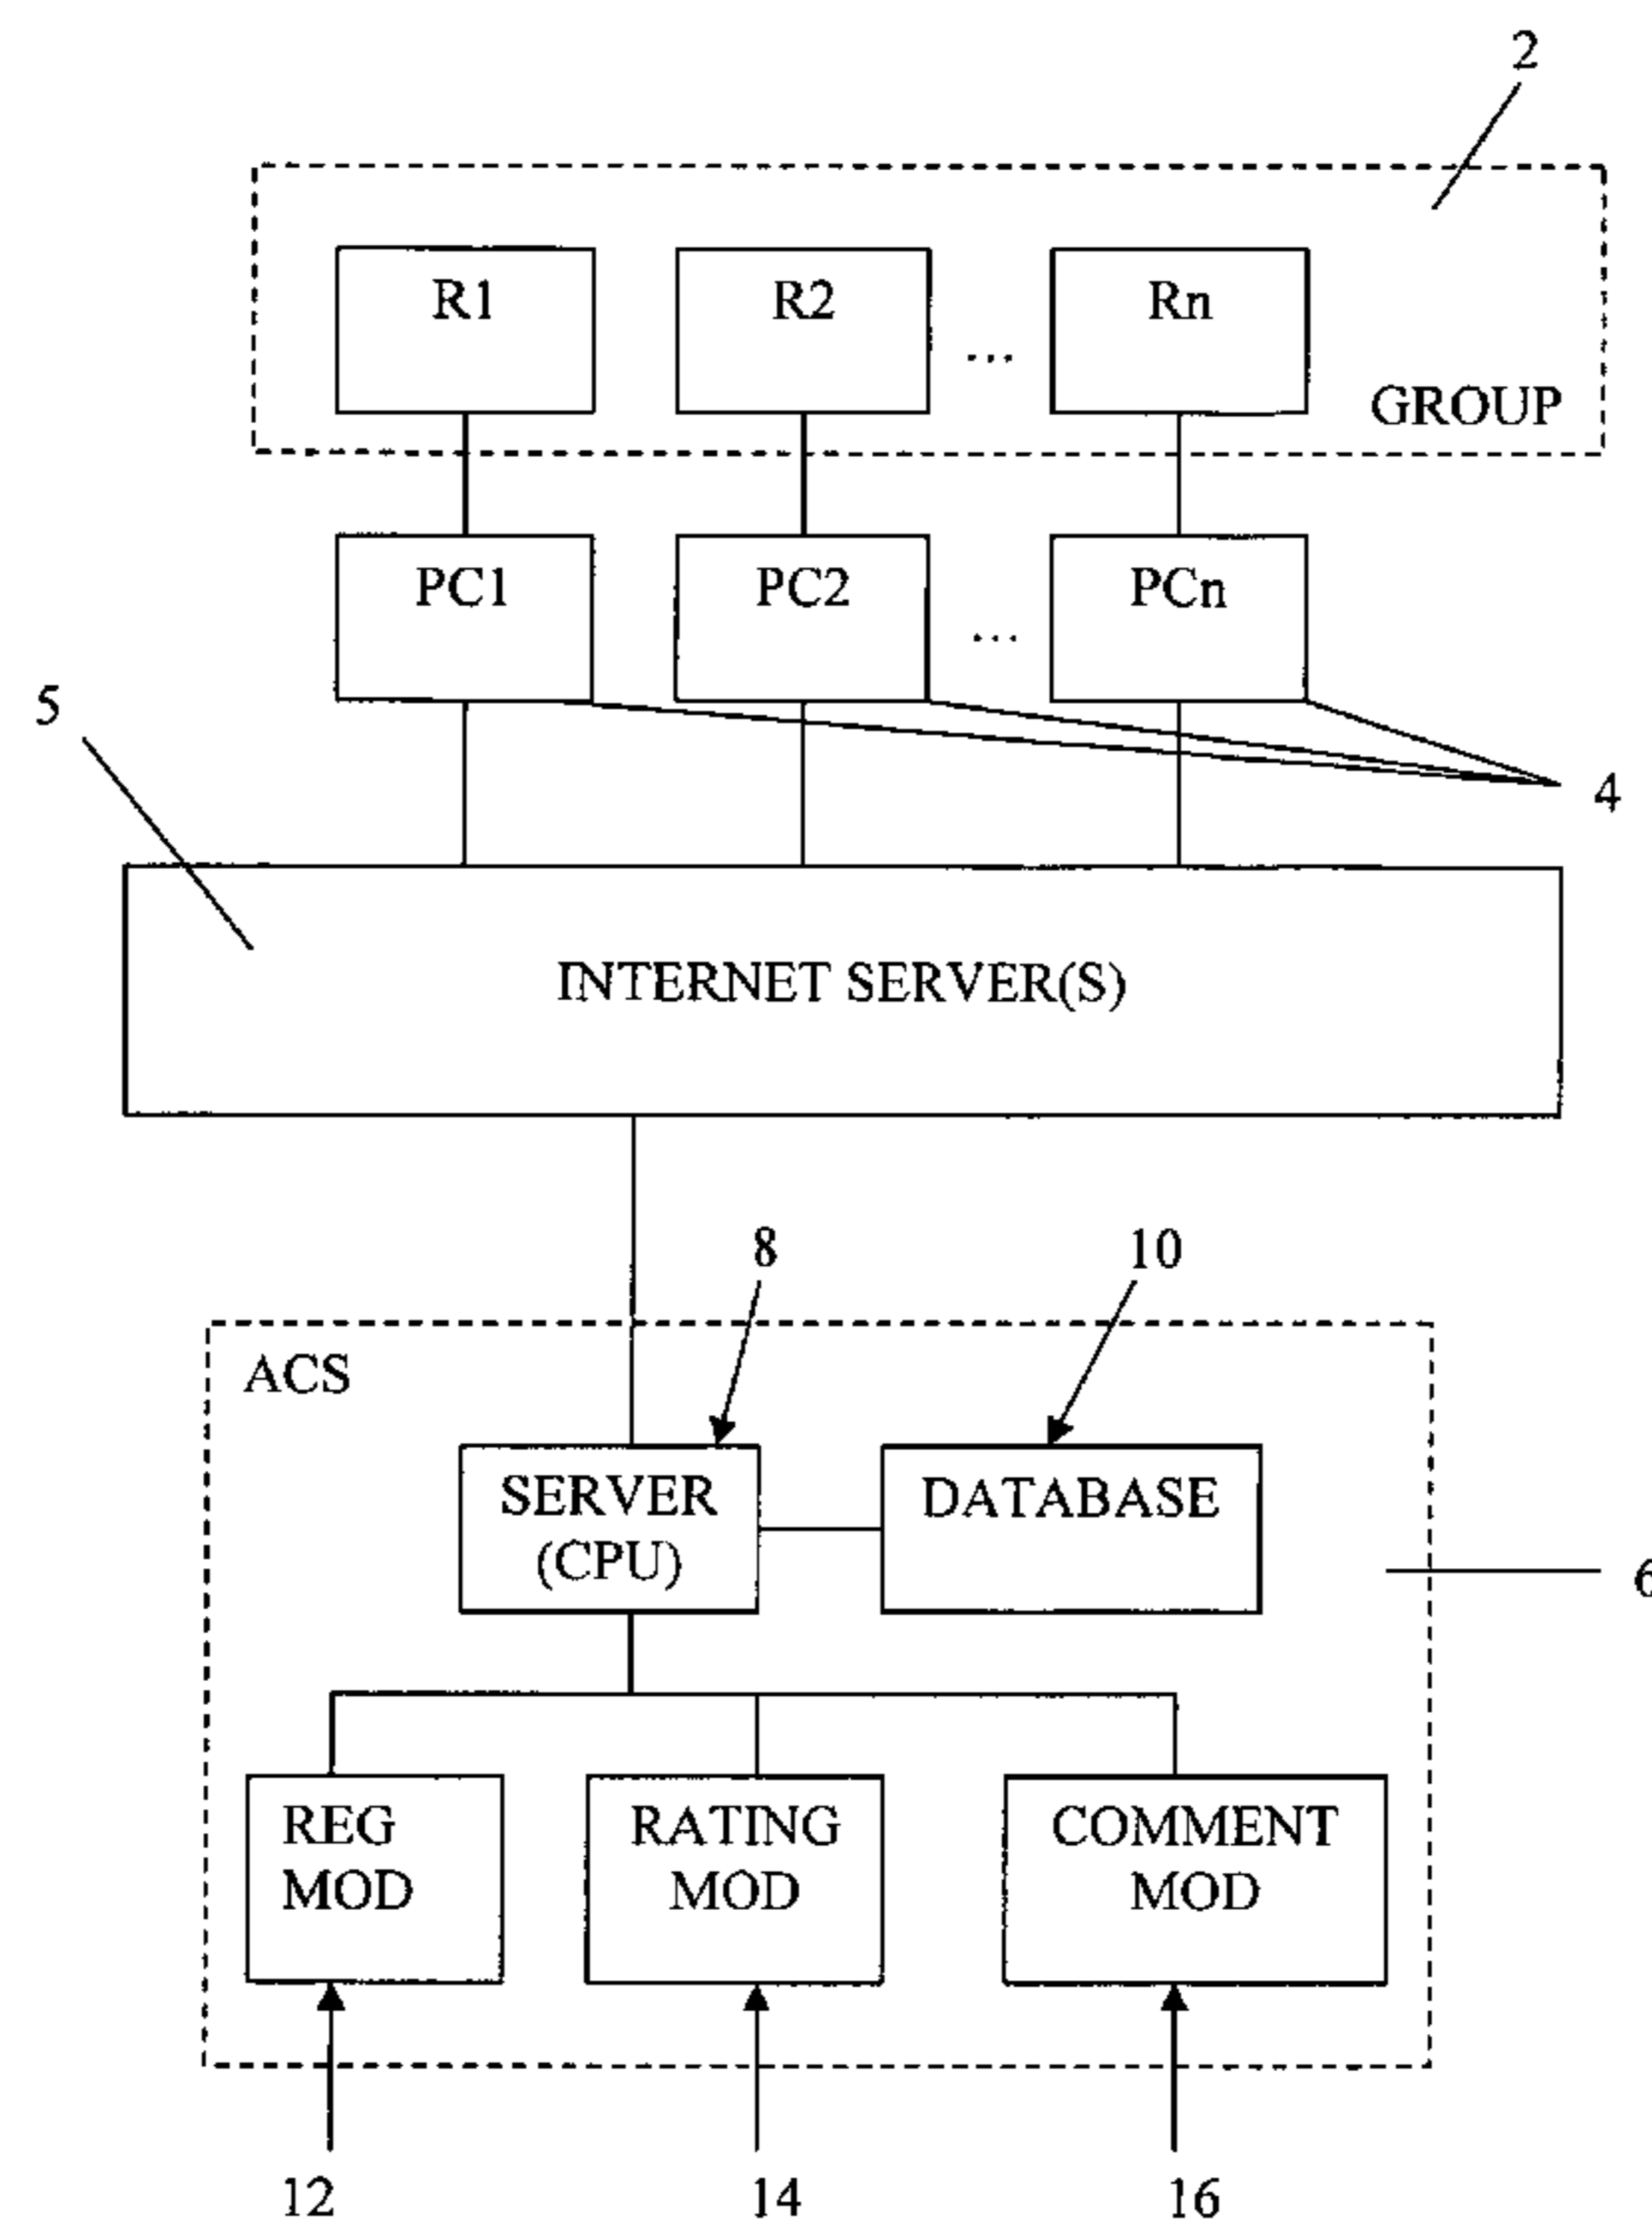 2
R1 R2 ... Rn
GROUP
PC1 PC2 ... PCn
5
4
INTERNET SERVER(S)
8
10
ACS
SERVER
(CPU)
DATABASE
6
REG
MOD
RATING
MOD
COMMENT
MOD
12
14
16